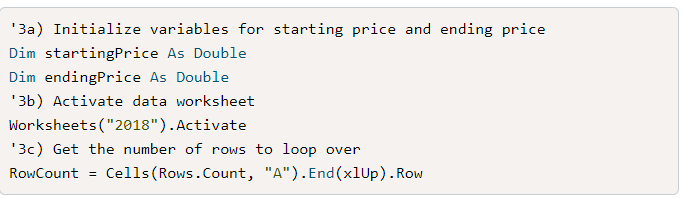 '3a) Initialize variables for starting price and ending price
Dim startingPrice As Double
Dim endingPrice As Double
'3b) Activate data worksheet
Worksheets("2018").Activate
'3c) Get the number of rows to loop over
RowCount = Cells(Rows.Count, "A").End(xlUp).Row